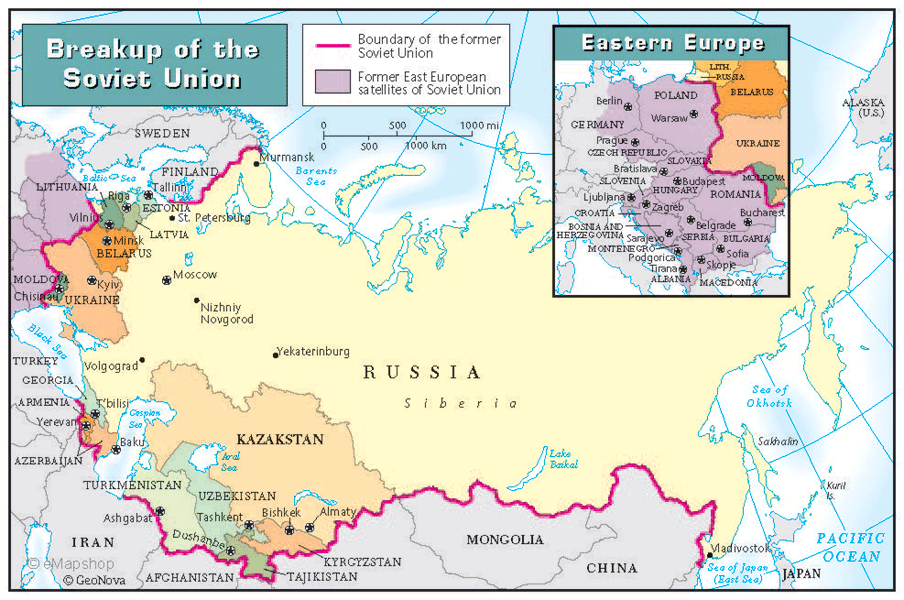 Breakup of the
Soviet Union
Boundary of the former
Soviet Union
Former East European
satellites of Soviet Union
0 500 1000 mi
0 500 1000 km
Eastern Europe
LITH.
RUSSIA
BELARUS
POLAND
Berlin
Warsaw
GERMANY
UKRAINE
Prague
CZECH REPUBLIC
SLOVAKIA
Bratislava
MOLDOVA
SLOVENIA
Budapest
HUNGARY
ROMANIA
Ljubljana
Zagreb
CROATIA
Bucharest
Belgrade
BOSNIA AND
HERZEGOVINA
Sarajevo
SERBIA
BULGARIA
MONTENEGRO
Sofia
Podgorica
Skopje
Tirana
ALBANIA
MACEDONIA
ALASKA
(U.S.)
SWEDEN
Murmansk
FINLAND
Barents
Sea
Baltic Sea
Tallinn
LITHUANIA
Riga
ESTONIA
St. Petersburg
Vilnius
LATVIA
Minsk
BELARUS
Moscow
MOLDOVA
Kyiv
Chisinau
UKRAINE
Nizhniy
Novgorod
Black Sea
Yekaterinburg
TURKEY
Volgograd
RUSSIA
GEORGIA
Siberia
Sea of
Okhotsk
ARMENIA
T'bilisi
Caspian
Sea
Yerevan
Baku
KAZAKSTAN
Sakhalin
AZERBAIJAN
Aral
Sea
Lake
Baikal
TURKMENISTAN
Kuril
Is.
UZBEKISTAN
Ashgabat
Tashkent
Bishkek
Almaty
Dushanbe
MONGOLIA
PACIFIC
OCEAN
IRAN
Vladivostok
KYRGYZSTAN
CHINA
Sea of Japan
(East Sea)
JAPAN
TAJIKISTAN
AFGHANISTAN
© eMapshop
© GeoNova